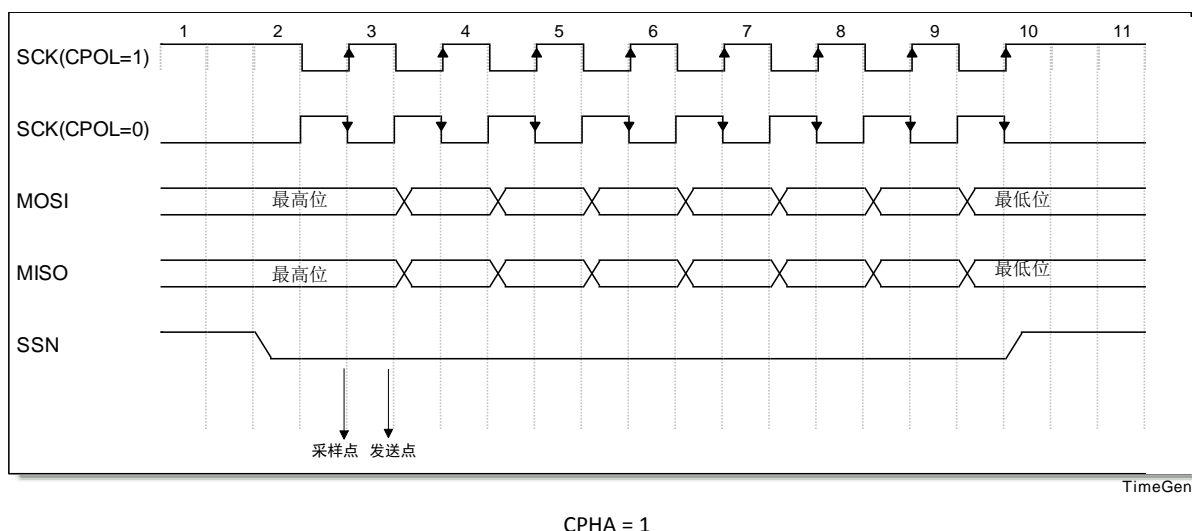 1 2 3 4 5 6 7 8 9 10 11
SCK(CPOL=1)
SCK(CPOL=0)
MOSI 最高位 最低位
MISO 最高位 最低位
SSN
采样点 发送点
TimeGen
CPHA = 1